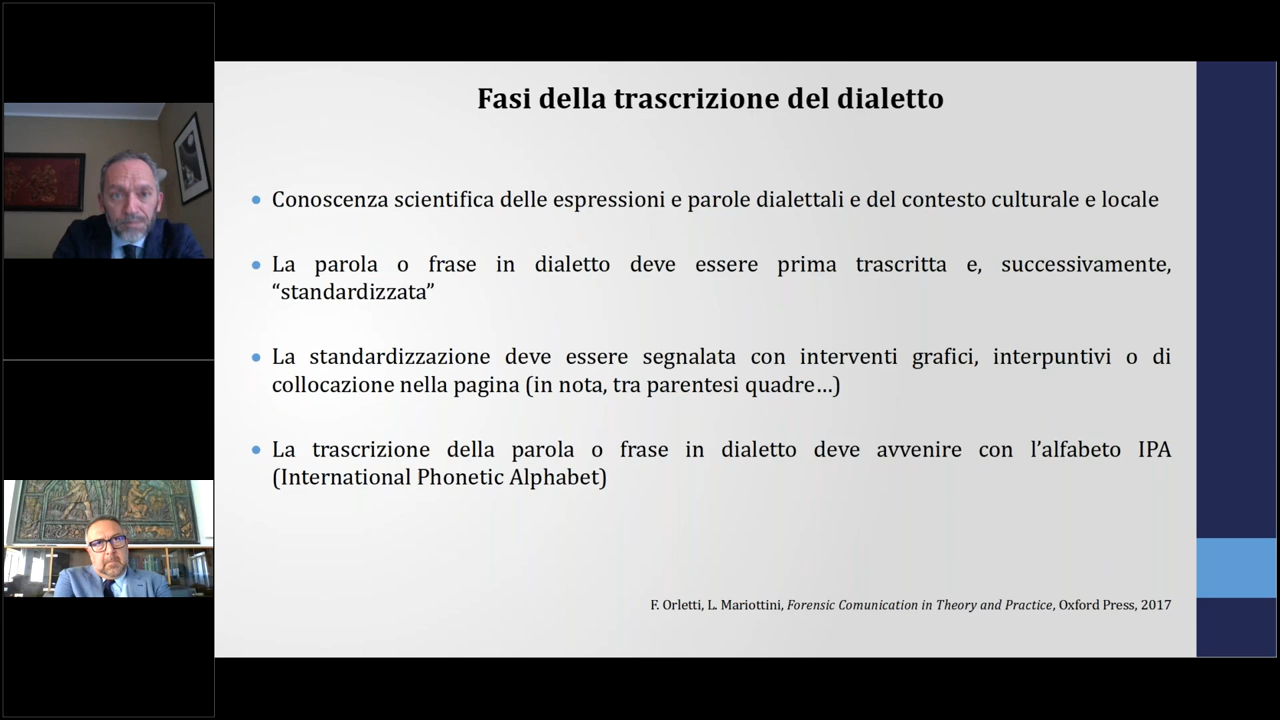 Fasi della trascrizione del dialetto
• Conoscenza scientifica delle espressioni e parole dialettali e del contesto culturale e locale
• La parola o frase in dialetto deve essere prima trascritta e, successivamente,
“standardizzata”
• La standardizzazione deve essere segnalata con interventi grafici, interpuntivi o di
collocazione nella pagina (in nota, tra parentesi quadre…)
• La trascrizione della parola o frase in dialetto deve avvenire con l’alfabeto IPA
(International Phonetic Alphabet)
F. Orletti, L. Mariottini, Forensic Comunication in Theory and Practice, Oxford Press, 2017